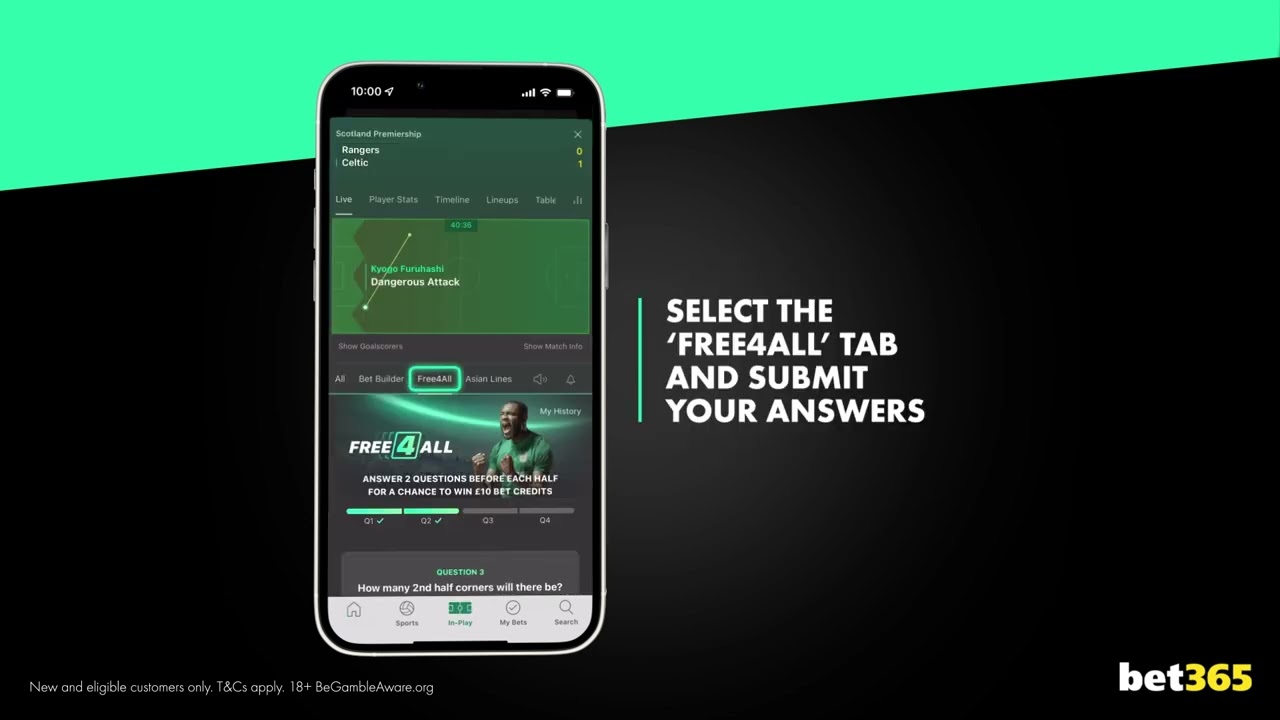 10:00
Scotland Premiership
Rangers 0
Celtic 1
Live Player Stats Timeline Lineups Table
40:36
Kyogo Furuhashi
Dangerous Attack
Show Goalscorers Show Match Info
All Bet Builder Free4All Asian Lines
My History
FREE 4 ALL
ANSWER 2 QUESTIONS BEFORE EACH HALF
FOR A CHANCE TO WIN £10 BET CREDITS
Q1 Q2 Q3 Q4
QUESTION 3
How many 2nd half corners will there be?
Sports In-Play My Bets Search
SELECT THE
‘FREE4ALL’ TAB
AND SUBMIT
YOUR ANSWERS
New and eligible customers only. T&Cs apply. 18+ BeGambleAware.org
bet365